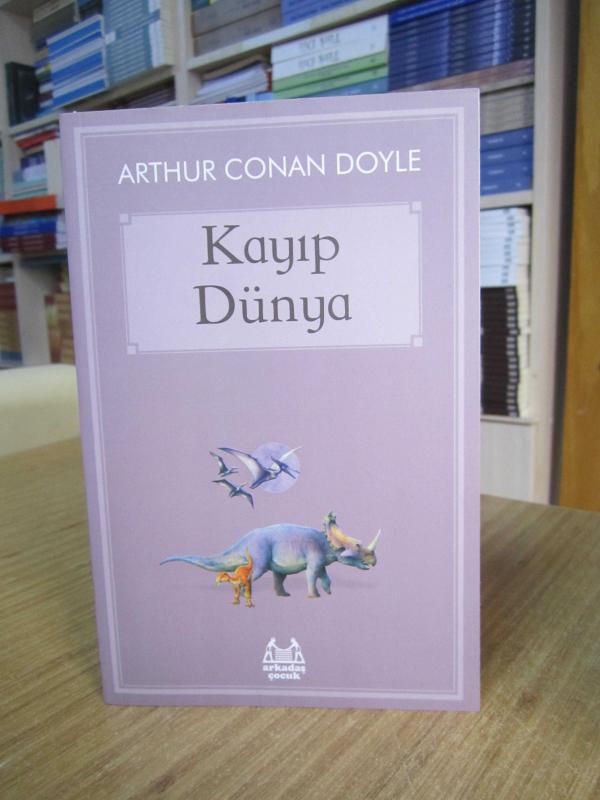 ARTHUR CONAN DOYLE
Kayıp
Dünya
arkadaş
çocuk